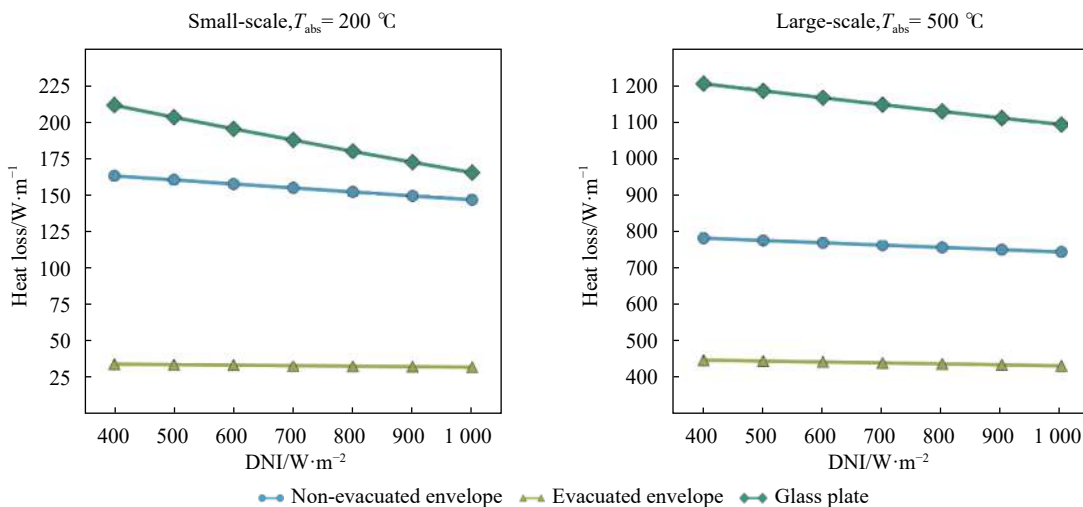 Small-scale,Tabs= 200 ℃
Heat loss/W·m−1
225
200
175
150
125
100
75
50
25
400 500 600 700 800 900 1 000
DNI/W·m−2
Large-scale,Tabs= 500 ℃
Heat loss/W·m−1
1 200
1 100
1 000
900
800
700
600
500
400
400 500 600 700 800 900 1 000
DNI/W·m−2
Non-evacuated envelope Evacuated envelope Glass plate